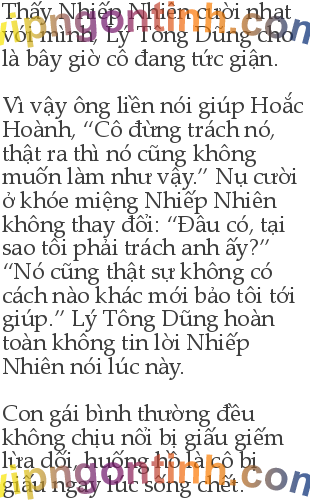 Thấy Nhiếp Nhiên cười nhạt
với mình, Lý Tông Dũng cho
là bây giờ cô đang tức giận.

Vì vậy ông liền nói giúp Hoắc
Hoành, “Cô đừng trách nó,
thật ra thì nó cũng không
muốn làm như vậy.” Nụ cười
ở khóe miệng Nhiếp Nhiên
không thay đổi: “Đâu có, tại
sao tôi phải trách anh ấy?”
“Nó cũng thật sự không có
cách nào khác mới bảo tôi tới
giúp.” Lý Tông Dũng hoàn
toàn không tin lời Nhiếp
Nhiên nói lúc này.

Con gái bình thường đều
không chịu nổi bị giấu giếm
lừa dối, huống hồ là cô bị
giấu ngay lúc sống chết.
vipngontinh.com